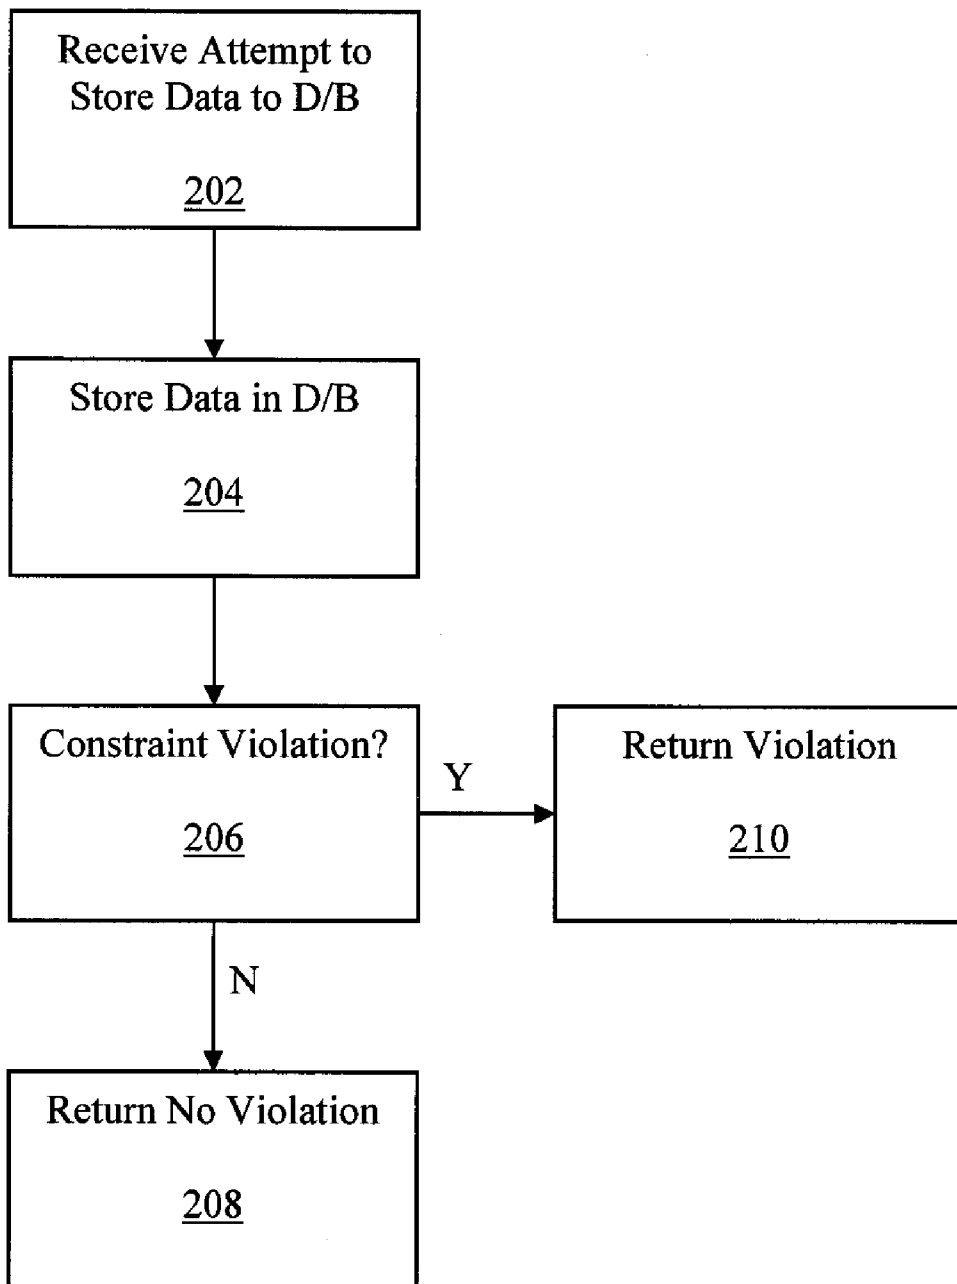 Receive Attempt to
Store Data to D/B
202
Store Data in D/B
204
Constraint Violation?
206
Y
Return Violation
210
N
Return No Violation
208